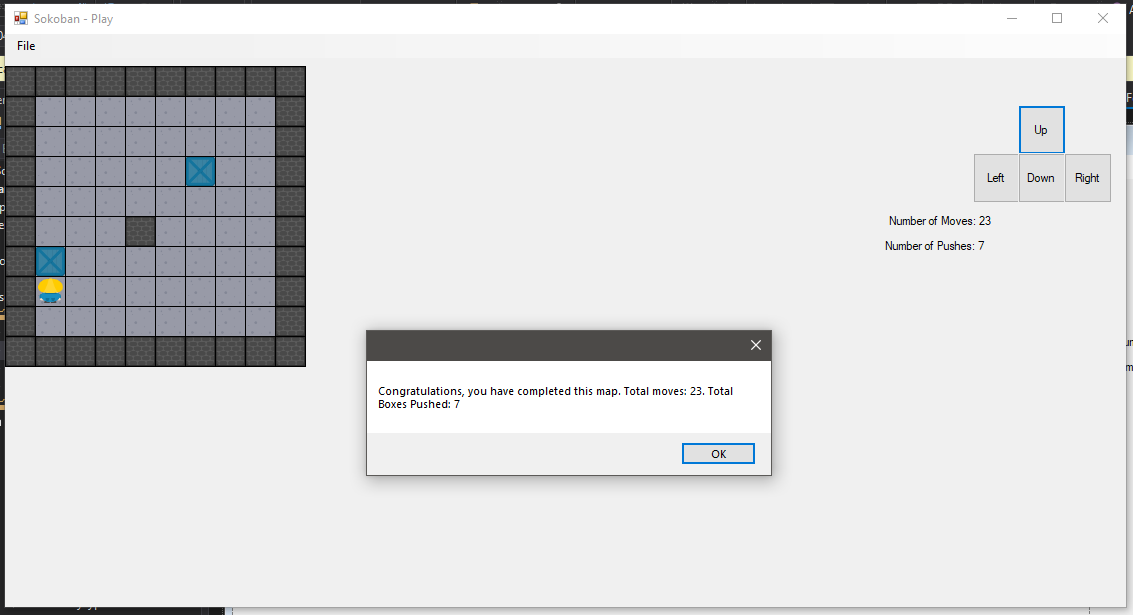 Sokoban - Play
File
Up
Left Down Right
Number of Moves: 23
Number of Pushes: 7
Congratulations, you have completed this map. Total moves: 23. Total
Boxes Pushed: 7
OK